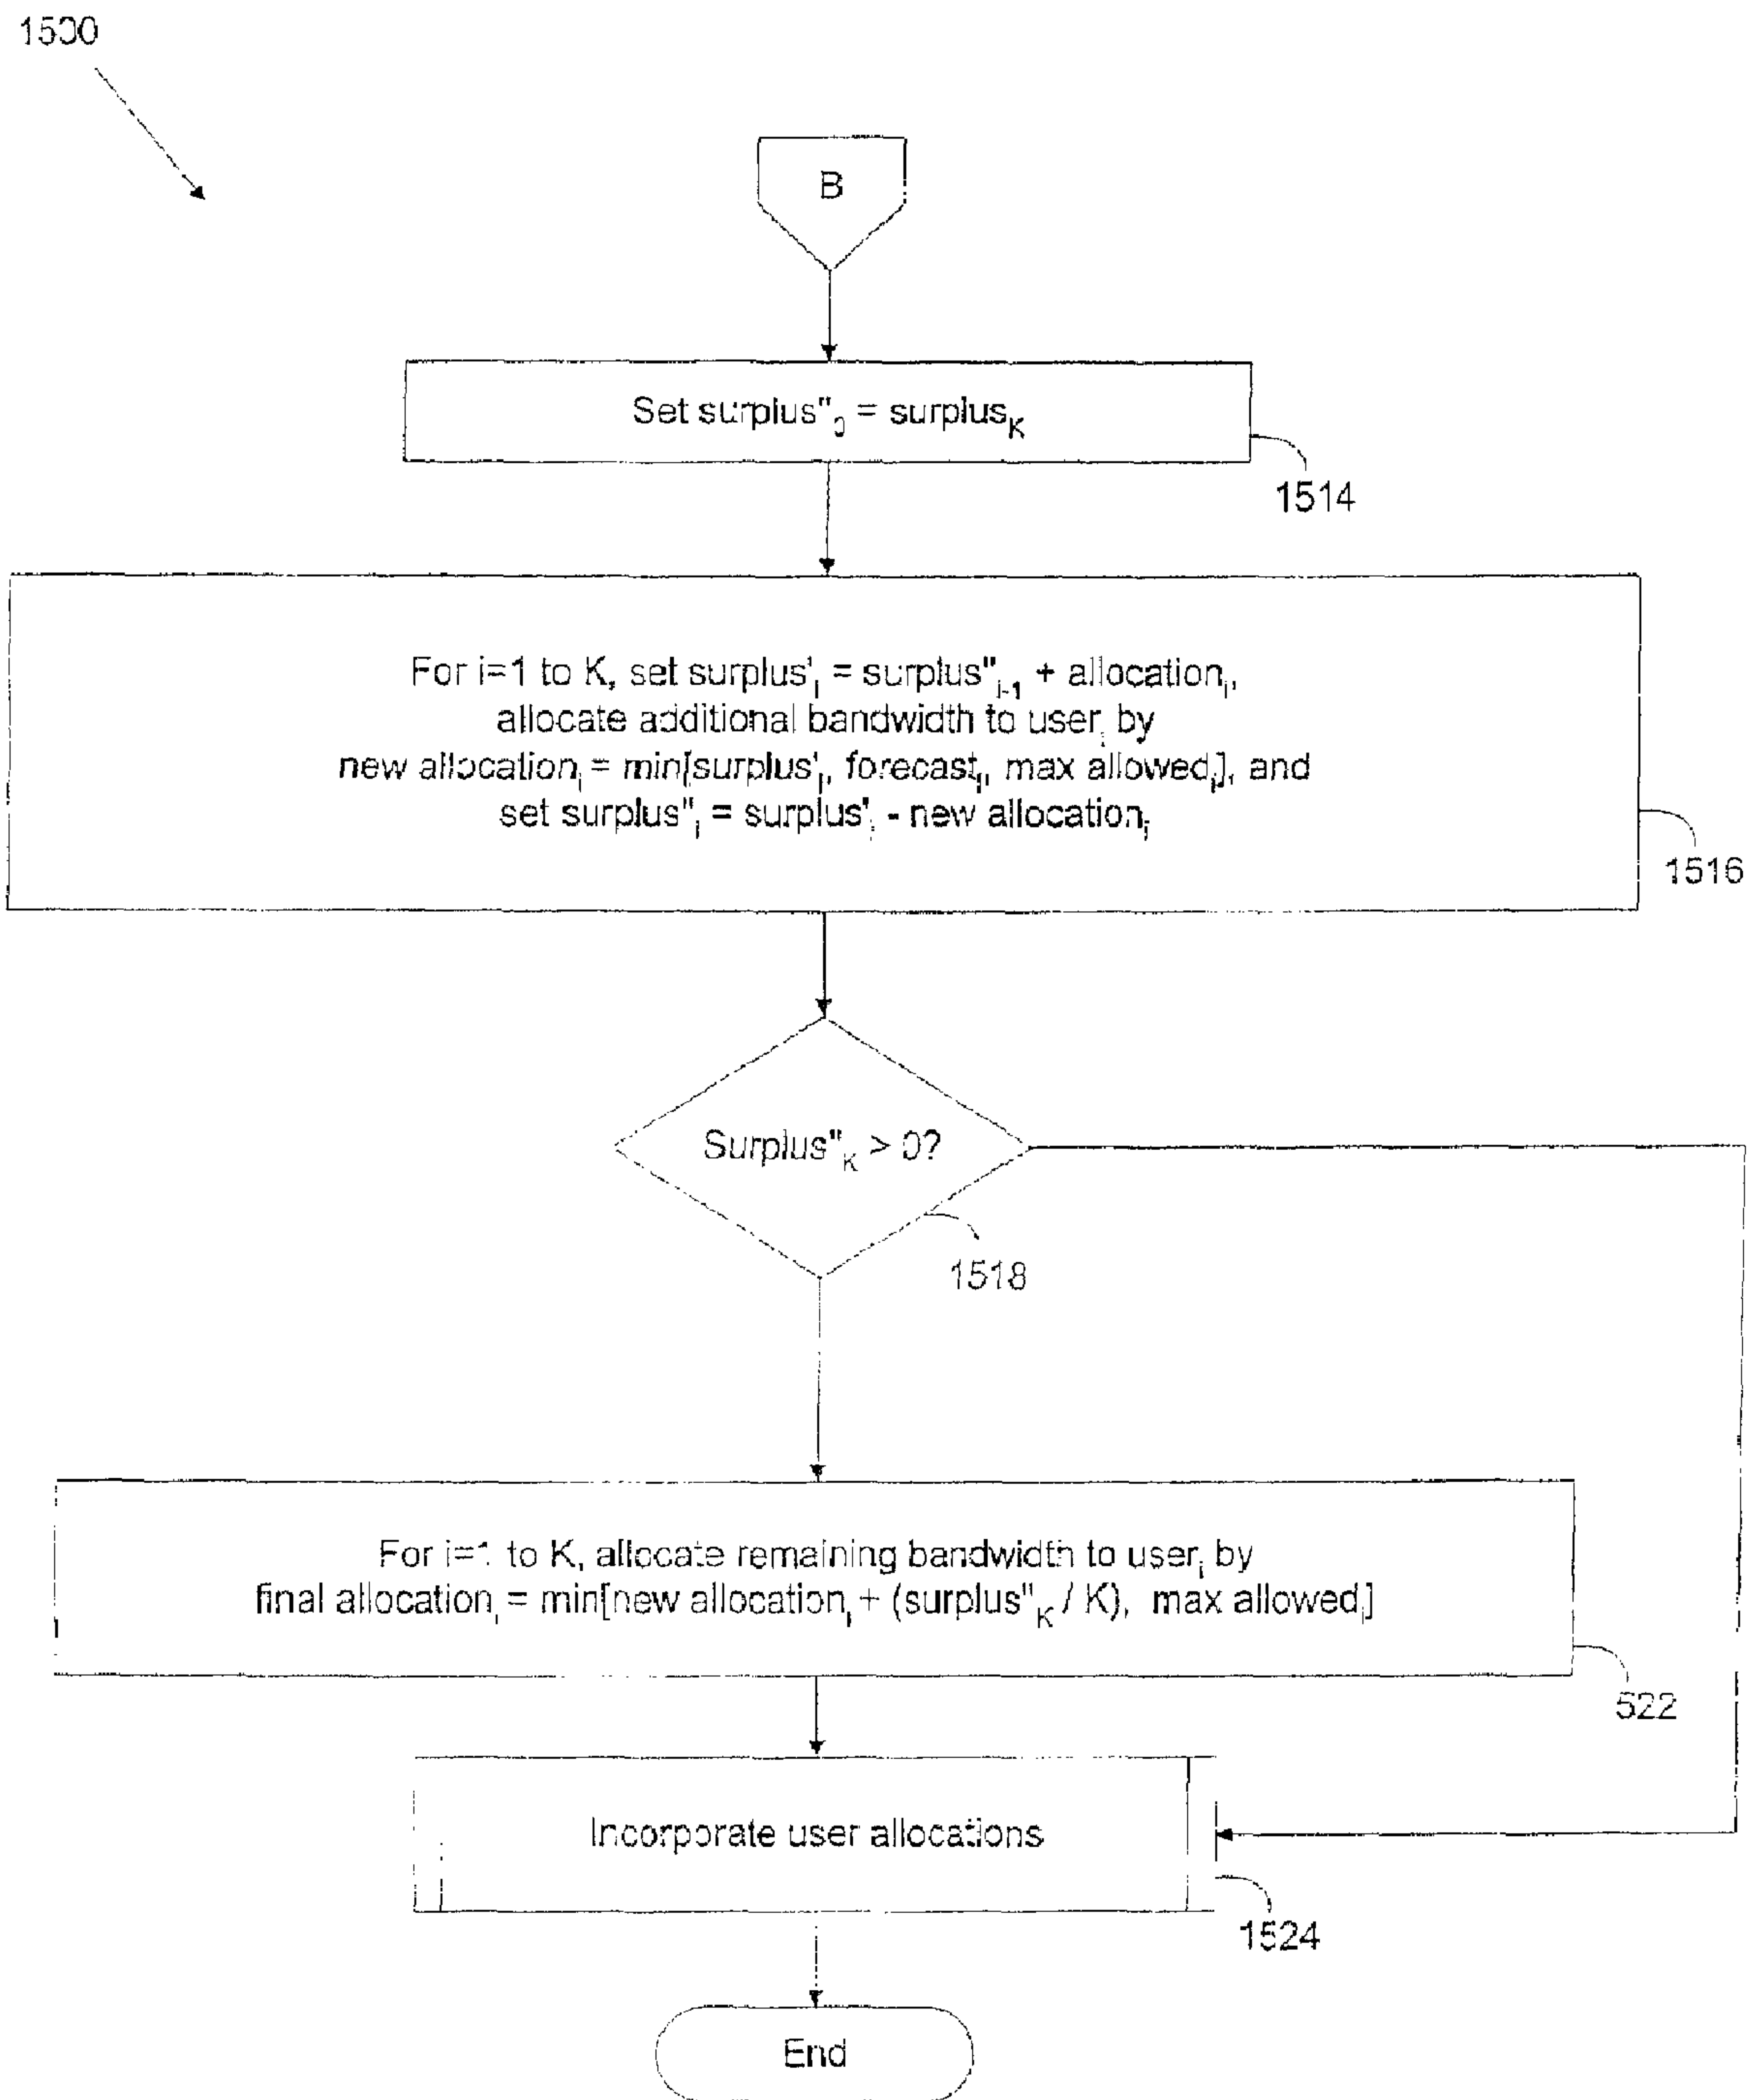 1500
B
Set surplus"₀ = surplus_K
1514
For i=1 to K, set surplus'ᵢ = surplus"ᵢ₋₁ + allocationᵢ,
allocate additional bandwidth to userᵢ by
new allocationᵢ = min[surplus'ᵢ, forecastᵢ, max allowedᵢ], and
set surplus"ᵢ = surplus'ᵢ - new allocationᵢ
1516
Surplus"_K > 0?
1518
For i=1 to K, allocate remaining bandwidth to userᵢ by
final allocationᵢ = min[new allocationᵢ + (surplus"_K / K), max allowedᵢ]
522
Incorporate user allocations
1524
End